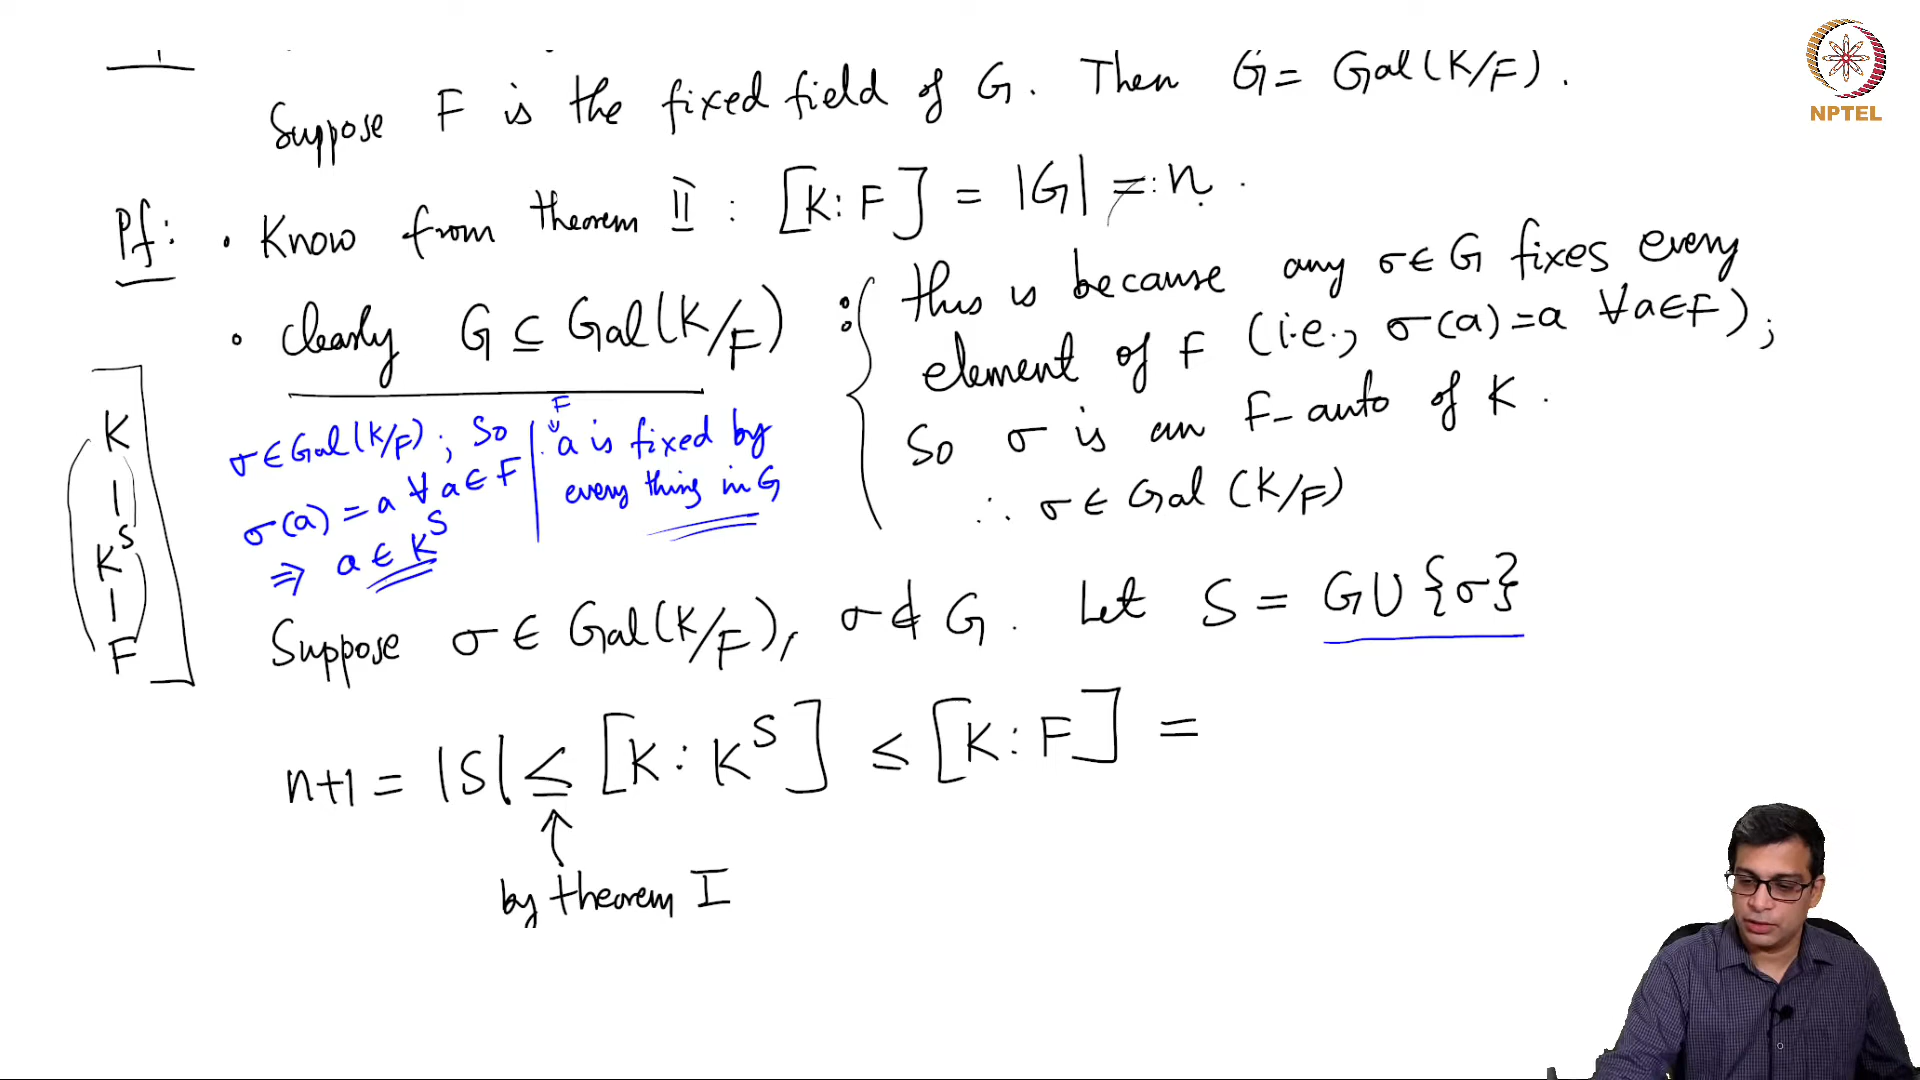 Suppose F is the fixed field of G. Then G = Gal(K/F).
NPTEL
Pf: • Know from theorem II : [K:F] = |G| =: n.
• Clearly G ⊆ Gal(K/F) : this is because any σ∈G fixes every
element of F (i.e., σ(a)=a ∀a∈F);
So σ is an F-auto of K.
∴ σ∈ Gal (K/F)
K
|
K^S
|
F
σ∈Gal(K/F); So
σ(a) = a ∀ a∈F
⇒ a ∈ K^S
F
∪
a is fixed by
every thing in G
Suppose σ ∈ Gal(K/F), σ∉ G. Let S = G∪{σ}
n+1 = |S| ≤ [K : K^S] ≤ [K:F] =
↑
by theorem I